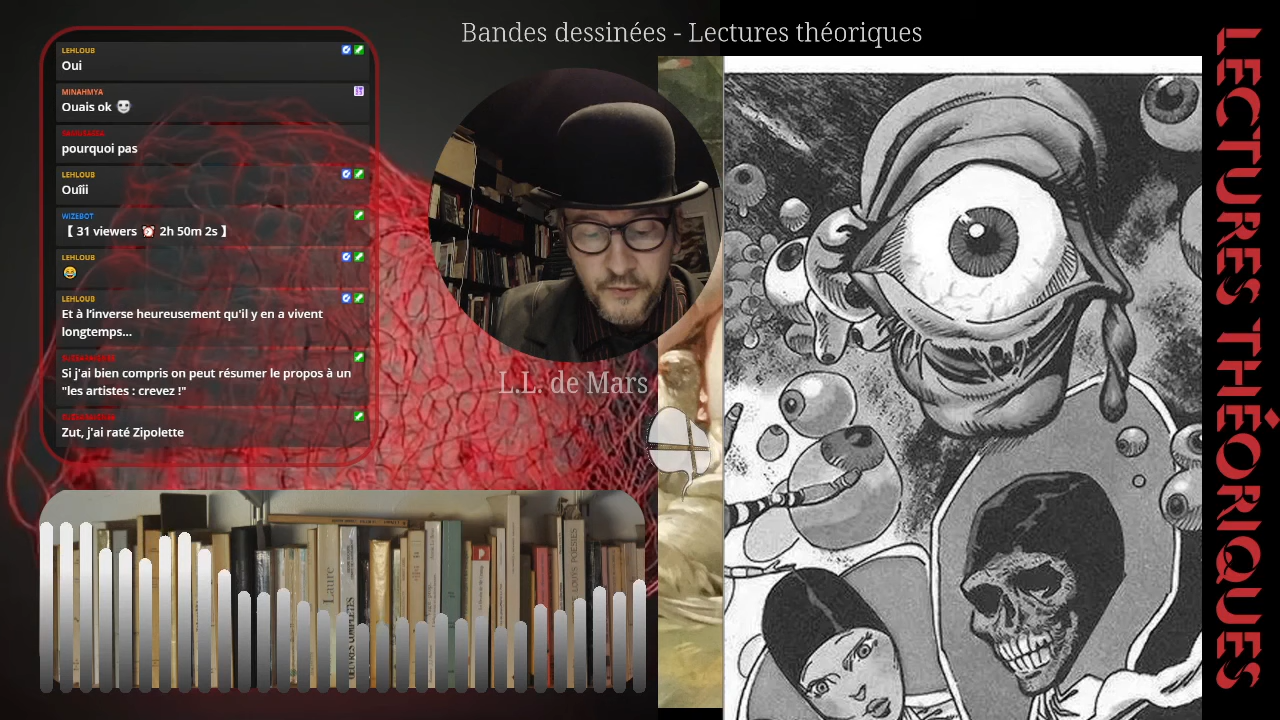 Bandes dessinées - Lectures théoriques
LEHLOUB
Oui
MINAHMYA
Ouais ok
pourquoi pas
LEHLOUB
Ouîîi
WIZEBOT
【 31 viewers ⏰ 2h 50m 2s 】
LEHLOUB
😂
LEHLOUB
Et à l'inverse heureusement qu'il y en a vivent
longtemps...
Si j'ai bien compris on peut résumer le propos à un
"les artistes : crevez !"
Zut, j'ai raté Zipolette
L.L. de Mars
Laure
LECTURES THÉORIQUES